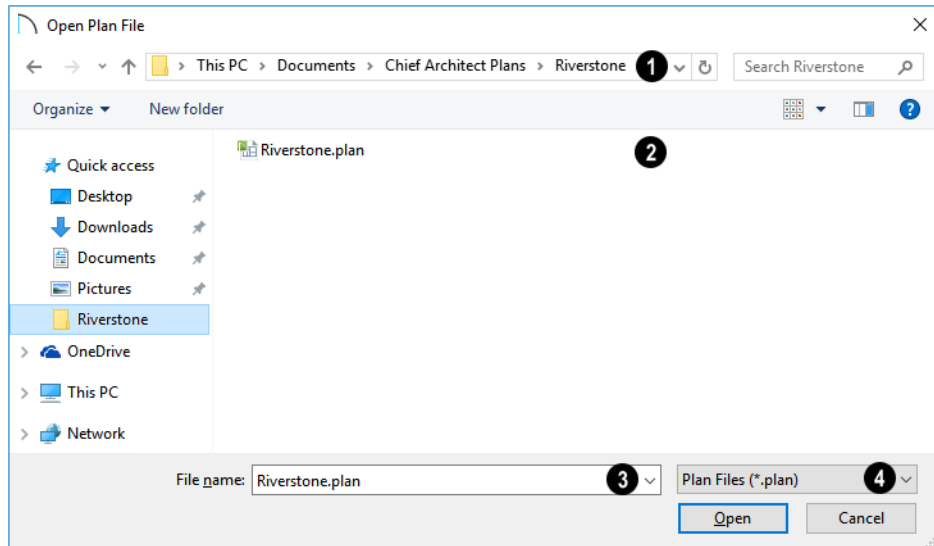 Open Plan File
This PC > Documents > Chief Architect Plans > Riverstone 1 Search Riverstone
Organize New folder ?
Riverstone.plan 2
Quick access
Desktop
Downloads
Documents
Pictures
Riverstone
> OneDrive
> This PC
> Network
File name: Riverstone.plan 3 Plan Files (*.plan) 4
Open Cancel